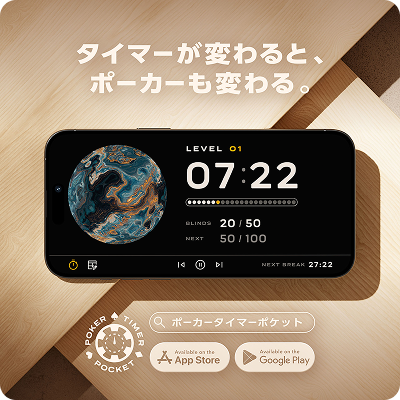 タイマーが変わると、
ポーカーも変わる。
LEVEL 01
07:22
BLINDS 20 / 50
NEXT 50 / 100
NEXT BREAK 27:22
POKER TIMER POCKET
ポーカータイマーポケット
Available on the
App Store
Available on the
Google Play